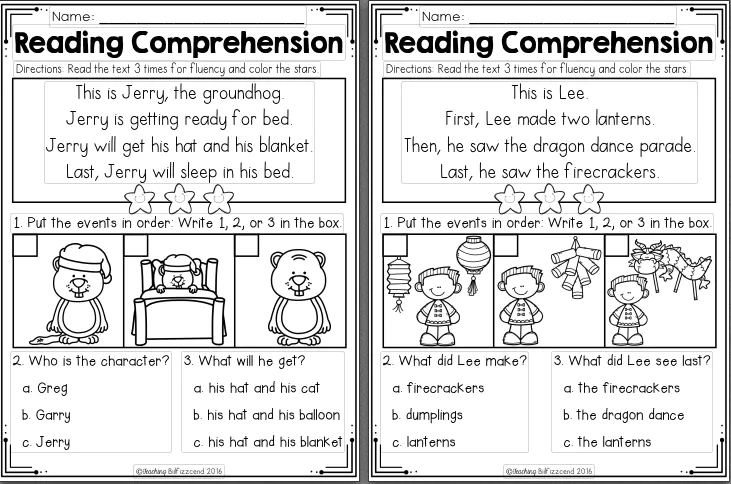 Name:
Reading Comprehension
Directions: Read the text 3 times for fluency and color the stars.
This is Jerry, the groundhog.
Jerry is getting ready for bed.
Jerry will get his hat and his blanket.
Last, Jerry will sleep in his bed.
1. Put the events in order: Write 1, 2, or 3 in the box.
2. Who is the character?
a. Greg
b. Garry
c. Jerry
3. What will he get?
a. his hat and his cat
b. his hat and his balloon
c. his hat and his blanket
©Teaching BilFizzcend 2016
Name:
Reading Comprehension
Directions: Read the text 3 times for fluency and color the stars.
This is Lee.
First, Lee made two lanterns.
Then, he saw the dragon dance parade.
Last, he saw the firecrackers.
1. Put the events in order: Write 1, 2, or 3 in the box.
2. What did Lee make?
a. firecrackers
b. dumplings
c. lanterns
3. What did Lee see last?
a. the firecrackers
b. the dragon dance
c. the lanterns
©Teaching BilFizzcend 2016